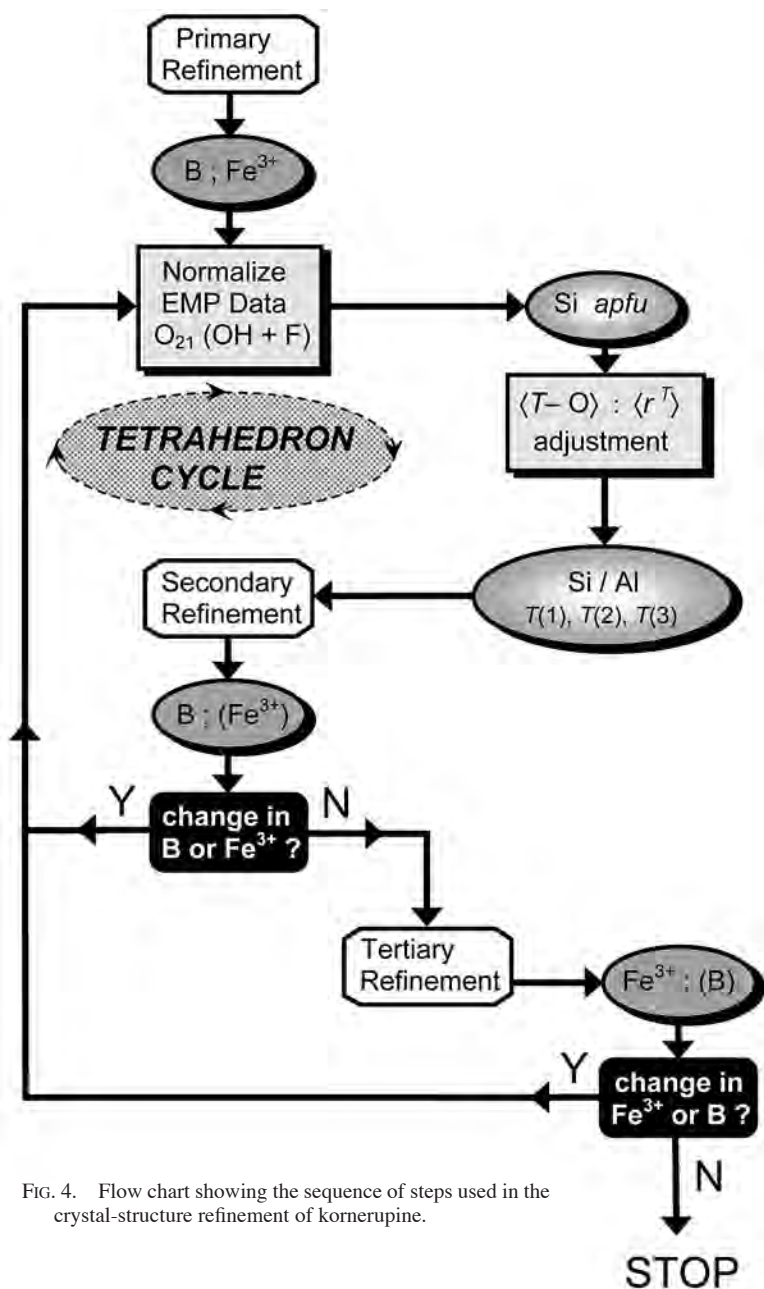 Primary
Refinement
B ; Fe³⁺
Normalize
EMP Data
O₂₁ (OH + F)
Si apfu
⟨T– O⟩ : ⟨r ᵀ⟩
adjustment
TETRAHEDRON
CYCLE
Si / Al
T(1), T(2), T(3)
Secondary
Refinement
B ; (Fe³⁺)
Y
change in
B or Fe³⁺ ?
N
Tertiary
Refinement
Fe³⁺ ; (B)
Y
change in
Fe³⁺ or B ?
N
STOP
FIG. 4. Flow chart showing the sequence of steps used in the
crystal-structure refinement of kornerupine.